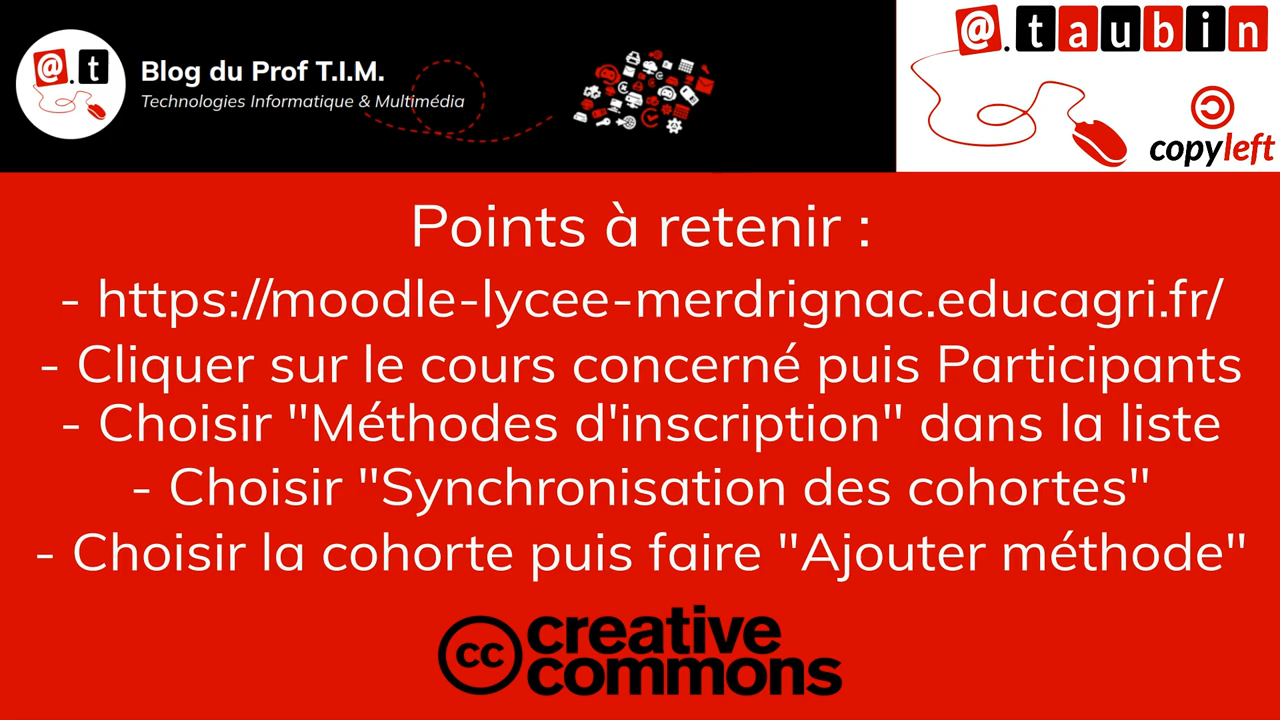 @.t
Blog du Prof T.I.M.
Technologies Informatique & Multimédia
@.taubin
copyleft
Points à retenir :
- https://moodle-lycee-merdrignac.educagri.fr/
- Cliquer sur le cours concerné puis Participants
- Choisir "Méthodes d'inscription" dans la liste
- Choisir "Synchronisation des cohortes"
- Choisir la cohorte puis faire "Ajouter méthode"
cc creative
commons